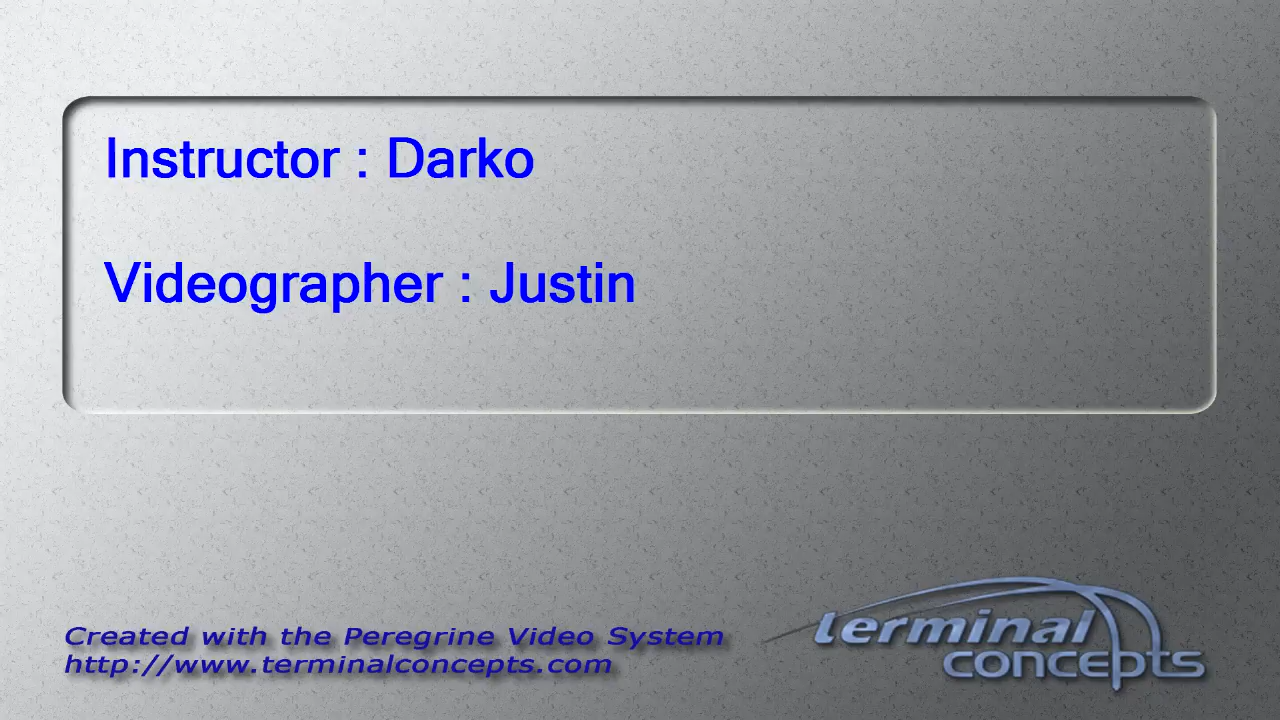 Instructor : Darko
Videographer : Justin
Created with the Peregrine Video System
http://www.terminalconcepts.com
terminal
concepts